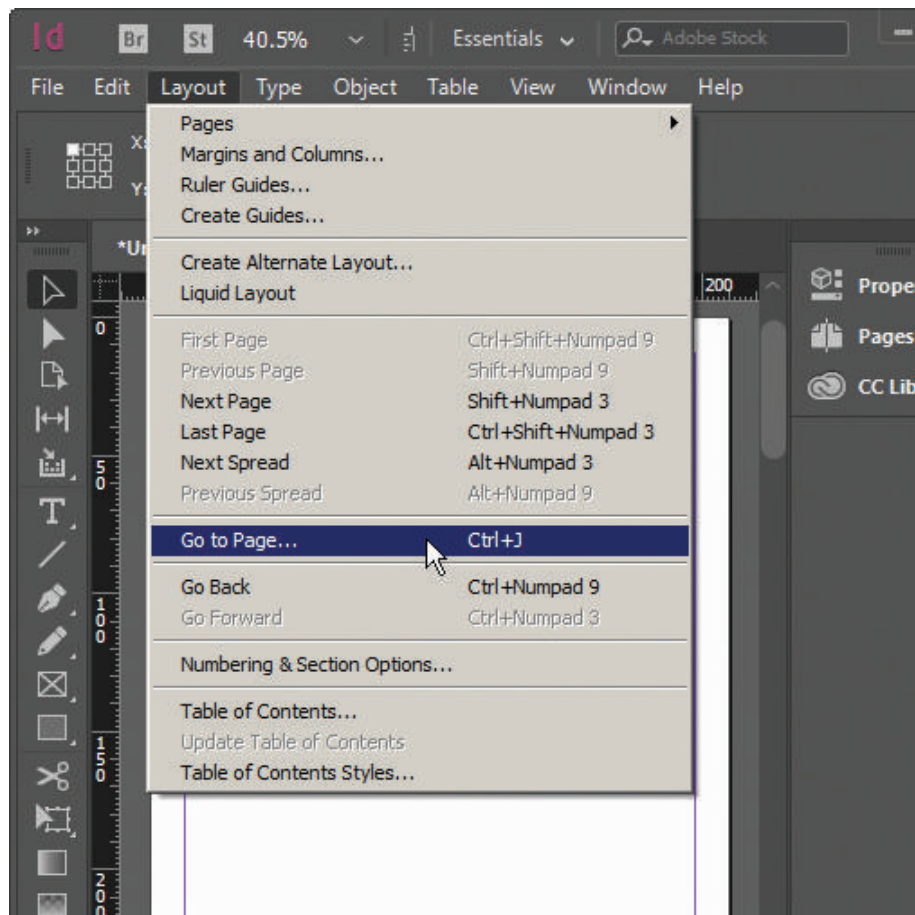 Id Br St 40.5% Essentials Adobe Stock
File Edit Layout Type Object Table View Window Help
X:
Y:
Pages
Margins and Columns...
Ruler Guides...
Create Guides...
Create Alternate Layout...
Liquid Layout
First Page Ctrl+Shift+Numpad 9
Previous Page Shift+Numpad 9
Next Page Shift+Numpad 3
Last Page Ctrl+Shift+Numpad 3
Next Spread Alt+Numpad 3
Previous Spread Alt+Numpad 9
Go to Page... Ctrl+J
Go Back Ctrl+Numpad 9
Go Forward Ctrl+Numpad 3
Numbering & Section Options...
Table of Contents...
Update Table of Contents
Table of Contents Styles...
*Un
200
0
50
100
150
200
T
Prope
Pages
CC Lib